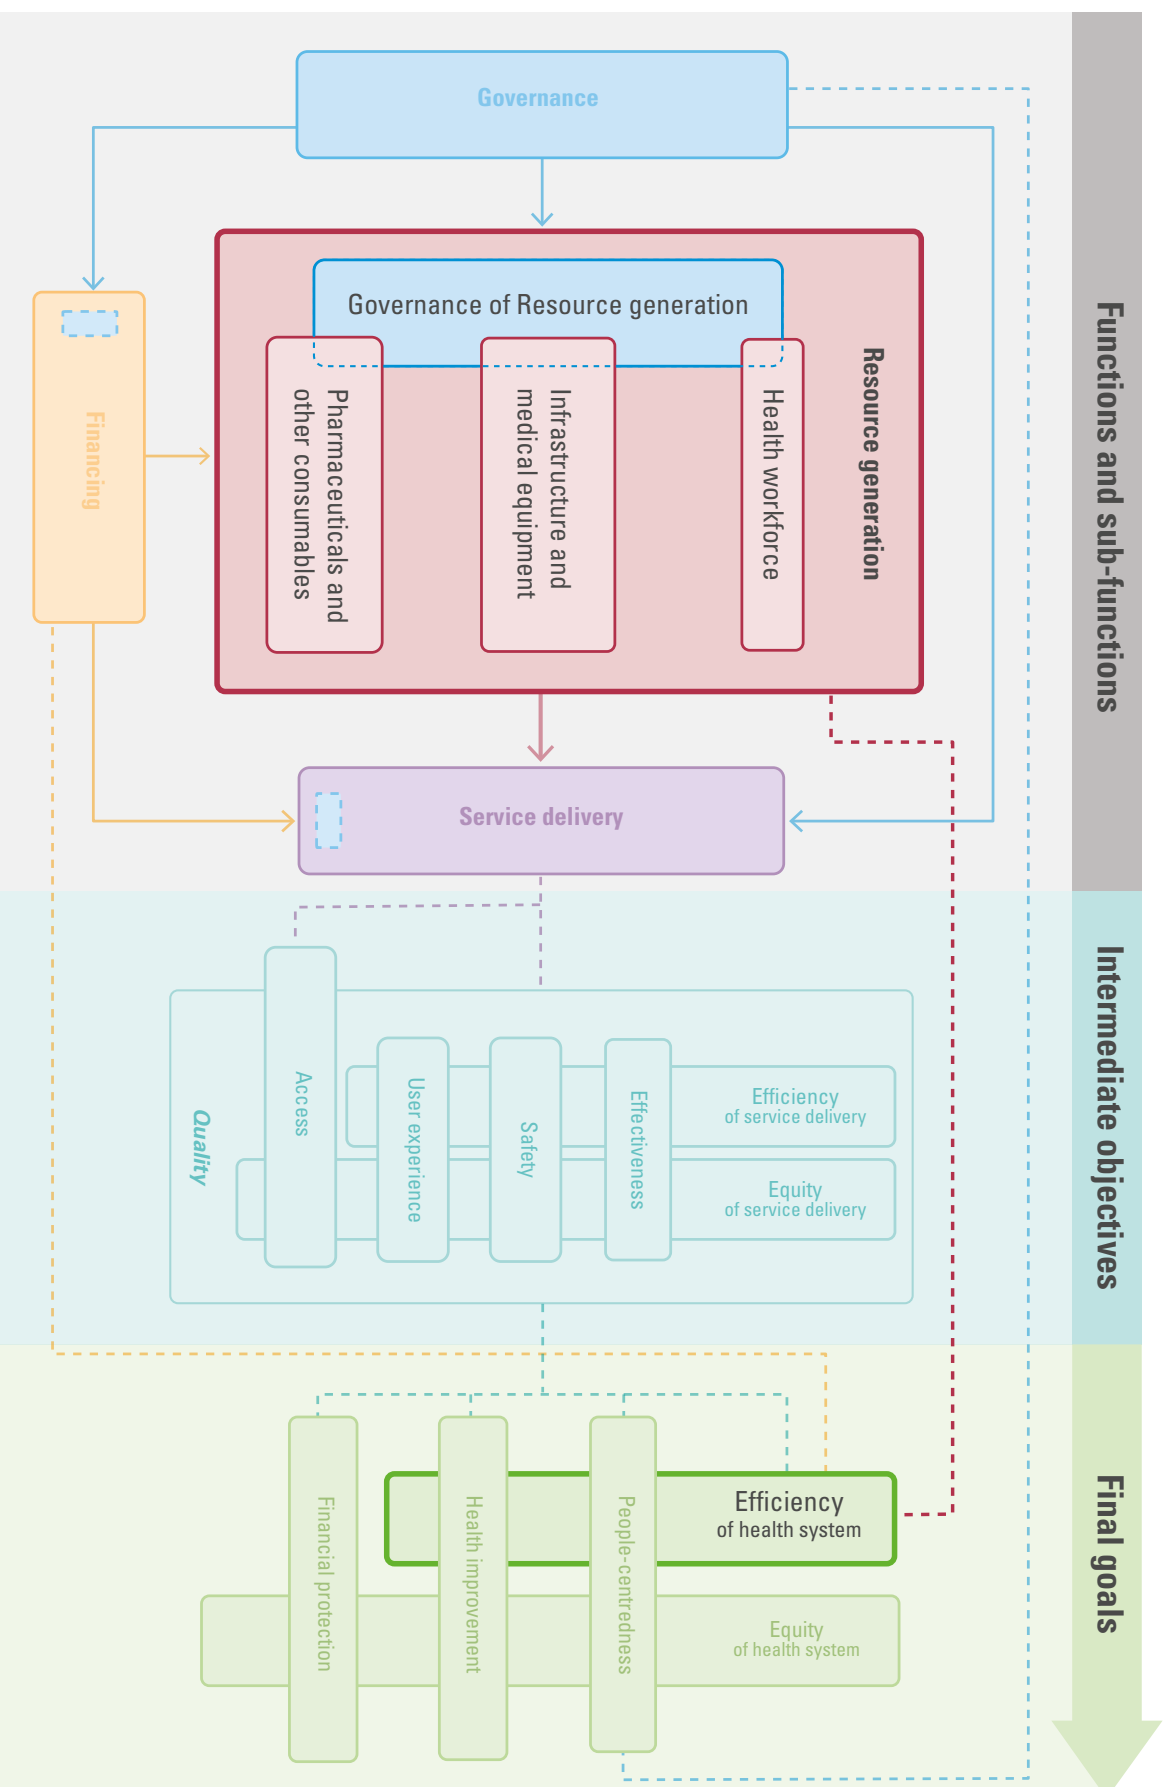 Governance
Governance of Resource generation
Resource generation
Pharmaceuticals and
other consumables
Infrastructure and
medical equipment
Health workforce
Financing
Functions and sub-functions
Service delivery
Intermediate objectives
Quality
Access
User experience
Safety
Effectiveness
Efficiency
of service delivery
Equity
of service delivery
Final goals
Financial protection
Health improvement
People-centredness
Efficiency
of health system
Equity
of health system